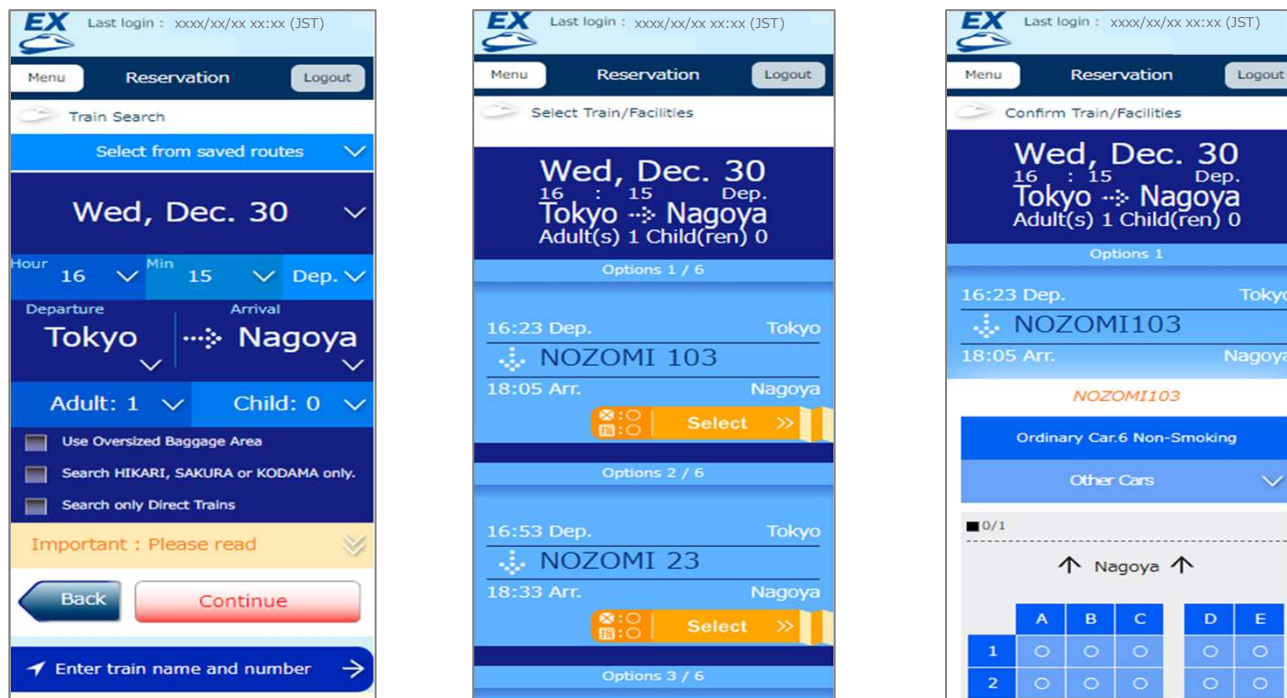 EX Last login : xxxx/xx/xx xx:xx (JST)
Menu Reservation Logout
Train Search
Select from saved routes
Wed, Dec. 30
Hour 16 Min 15 Dep.
Departure Arrival
Tokyo Nagoya
Adult: 1 Child: 0
Use Oversized Baggage Area
Search HIKARI, SAKURA or KODAMA only.
Search only Direct Trains
Important : Please read
Back Continue
Enter train name and number
EX Last login : xxxx/xx/xx xx:xx (JST)
Menu Reservation Logout
Select Train/Facilities
Wed, Dec. 30
16 : 15 Dep.
Tokyo Nagoya
Adult(s) 1 Child(ren) 0
Options 1 / 6
16:23 Dep. Tokyo
NOZOMI 103
18:05 Arr. Nagoya
指:○ Select
Options 2 / 6
16:53 Dep. Tokyo
NOZOMI 23
18:33 Arr. Nagoya
指:○ Select
Options 3 / 6
EX Last login : xxxx/xx/xx xx:xx (JST)
Menu Reservation Logout
Confirm Train/Facilities
Wed, Dec. 30
16 : 15 Dep.
Tokyo Nagoya
Adult(s) 1 Child(ren) 0
Options 1
16:23 Dep. Tokyo
NOZOMI103
18:05 Arr. Nagoya
NOZOMI103
Ordinary Car.6 Non-Smoking
Other Cars
■0/1
↑ Nagoya ↑
A B C D E
1 ○ ○ ○ ○ ○
2 ○ ○ ○ ○ ○